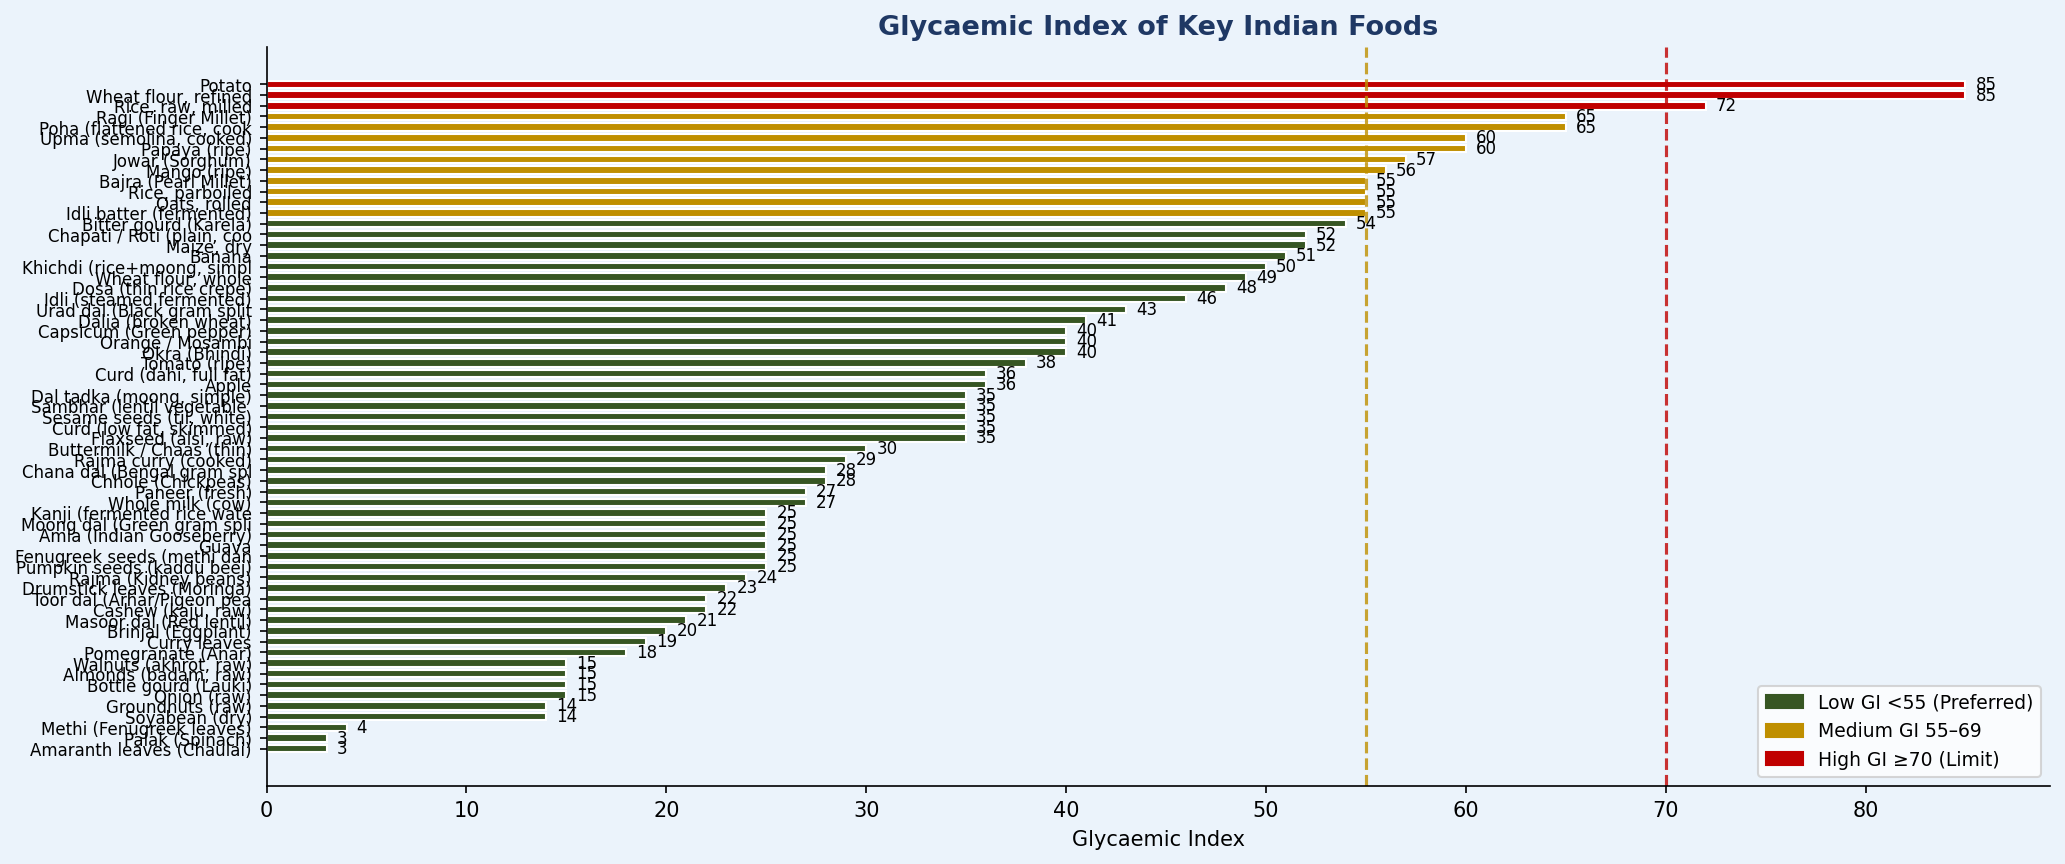 Glycaemic Index of Key Indian Foods
Potato 85
Wheat flour, refined 85
Rice, raw, milled 72
Ragi (Finger Millet) 65
Poha (flattened rice, cook 65
Upma (semolina, cooked) 60
Papaya (ripe) 60
Jowar (Sorghum) 57
Mango (ripe) 56
Bajra (Pearl Millet) 55
Rice, parboiled 55
Oats, rolled 55
Idli batter (fermented) 55
Bitter gourd (Karela) 54
Chapati / Roti (plain, coo 52
Maize, dry 52
Banana 51
Khichdi (rice+moong, simpl 50
Wheat flour, whole 49
Dosa (thin rice crepe) 48
Idli (steamed fermented) 46
Urad dal (Black gram split 43
Dalia (broken wheat) 41
Capsicum (Green pepper) 40
Orange / Mosambi 40
Okra (Bhindi) 40
Tomato (ripe) 38
Curd (dahi, full fat) 36
Apple 36
Dal tadka (moong, simple) 35
Sambhar (lentil vegetable, 35
Sesame seeds (til, white) 35
Curd (low fat, skimmed) 35
Flaxseed (alsi, raw) 35
Buttermilk / Chaas (thin) 30
Rajma curry (cooked) 29
Chana dal (Bengal gram spl 28
Chhole (Chickpeas) 28
Paneer (fresh) 27
Whole milk (cow) 27
Kanji (fermented rice wate 25
Moong dal (Green gram spli 25
Amla (Indian Gooseberry) 25
Guava 25
Fenugreek seeds (methi dan 25
Pumpkin seeds (kaddu beej) 25
Rajma (Kidney beans) 24
Drumstick leaves (Moringa) 23
Toor dal (Arhar/Pigeon pea 22
Cashew (kaju, raw) 22
Masoor dal (Red lentil) 21
Brinjal (Eggplant) 20
Curry leaves 19
Pomegranate (Anar) 18
Walnuts (akhrot, raw) 15
Almonds (badam, raw) 15
Bottle gourd (Lauki) 15
Onion (raw) 15
Groundnuts (raw) 14
Soyabean (dry) 14
Methi (Fenugreek leaves) 4
Palak (Spinach) 3
Amaranth leaves (Chaulai) 3
Low GI <55 (Preferred)
Medium GI 55–69
High GI ≥70 (Limit)
0 10 20 30 40 50 60 70 80
Glycaemic Index